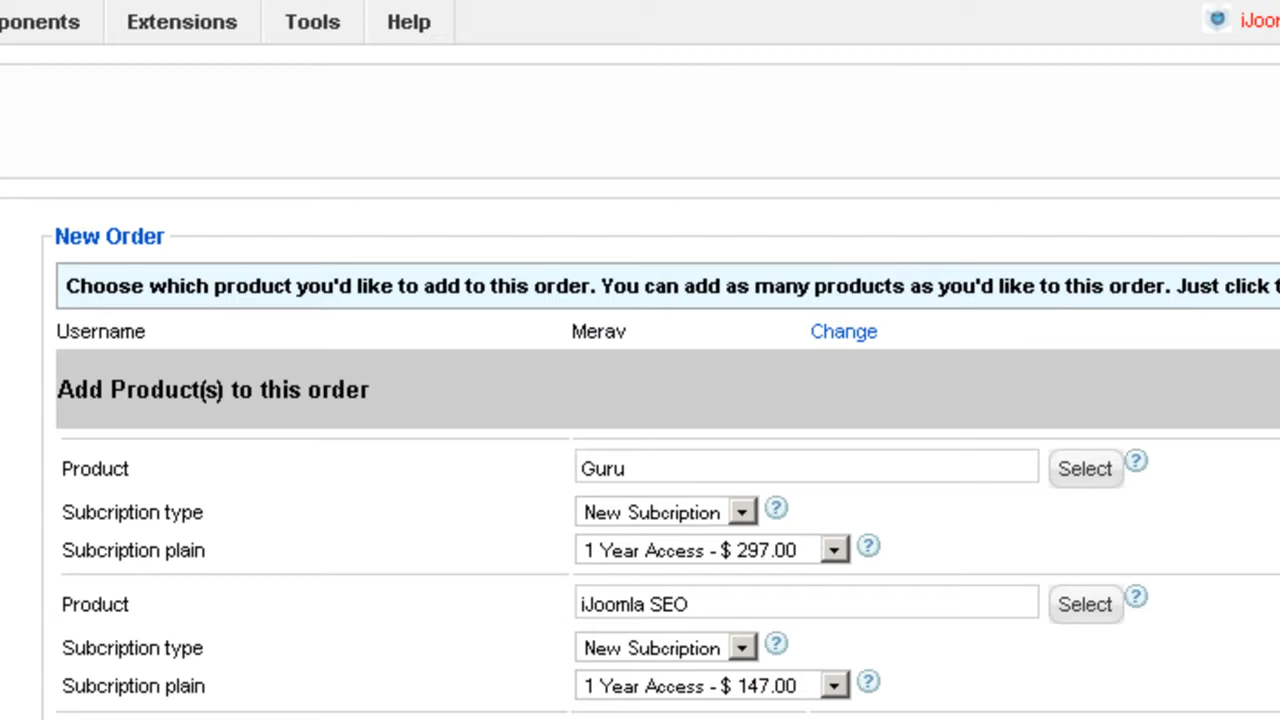 ponents Extensions Tools Help iJoor
New Order
Choose which product you'd like to add to this order. You can add as many products as you'd like to this order. Just click t
Username Merav Change
Add Product(s) to this order
Product Guru Select ?
Subcription type New Subcription ?
Subcription plain 1 Year Access - $ 297.00 ?
Product iJoomla SEO Select ?
Subcription type New Subcription ?
Subcription plain 1 Year Access - $ 147.00 ?